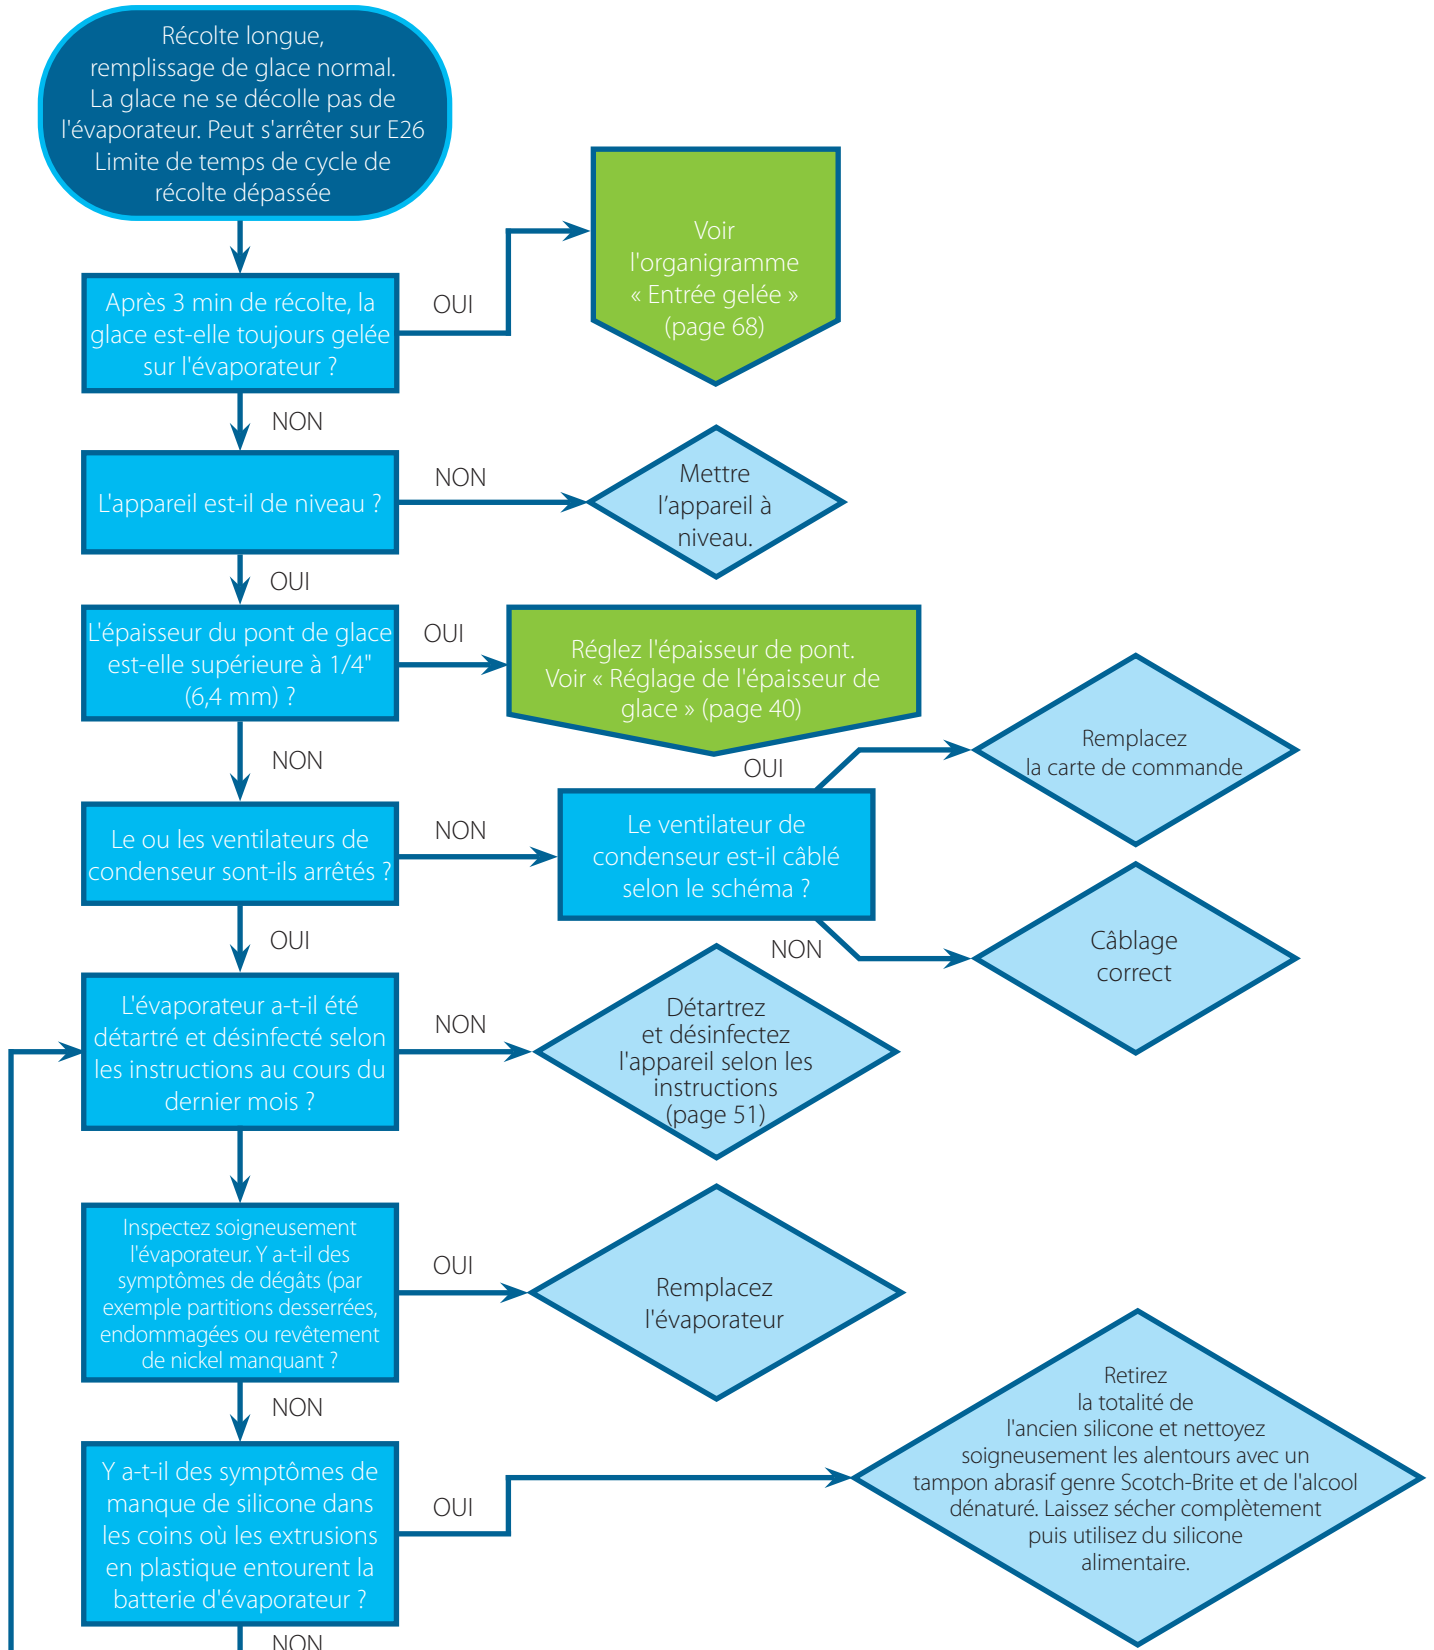 Récolte longue,
remplissage de glace normal.
La glace ne se décolle pas de
l'évaporateur. Peut s'arrêter sur E26
Limite de temps de cycle de
récolte dépassée
Après 3 min de récolte, la
glace est-elle toujours gelée
sur l'évaporateur ?
OUI
Voir
l'organigramme
« Entrée gelée »
(page 68)
NON
L'appareil est-il de niveau ?
NON
Mettre
l’appareil à
niveau.
OUI
L'épaisseur du pont de glace
est-elle supérieure à 1/4"
(6,4 mm) ?
OUI
Réglez l'épaisseur de pont.
Voir « Réglage de l'épaisseur de
glace » (page 40)
NON
Le ou les ventilateurs de
condenseur sont-ils arrêtés ?
NON
Le ventilateur de
condenseur est-il câblé
selon le schéma ?
OUI
Remplacez
la carte de commande
NON
Câblage
correct
OUI
L'évaporateur a-t-il été
détartré et désinfecté selon
les instructions au cours du
dernier mois ?
NON
Détartrez
et désinfectez
l'appareil selon les
instructions
(page 51)
Inspectez soigneusement
l'évaporateur. Y a-t-il des
symptômes de dégâts (par
exemple partitions desserrées,
endommagées ou revêtement
de nickel manquant ?
OUI
Remplacez
l'évaporateur
NON
Y a-t-il des symptômes de
manque de silicone dans
les coins où les extrusions
en plastique entourent la
batterie d'évaporateur ?
OUI
Retirez
la totalité de
l'ancien silicone et nettoyez
soigneusement les alentours avec un
tampon abrasif genre Scotch-Brite et de l'alcool
dénaturé. Laissez sécher complètement
puis utilisez du silicone
alimentaire.
NON